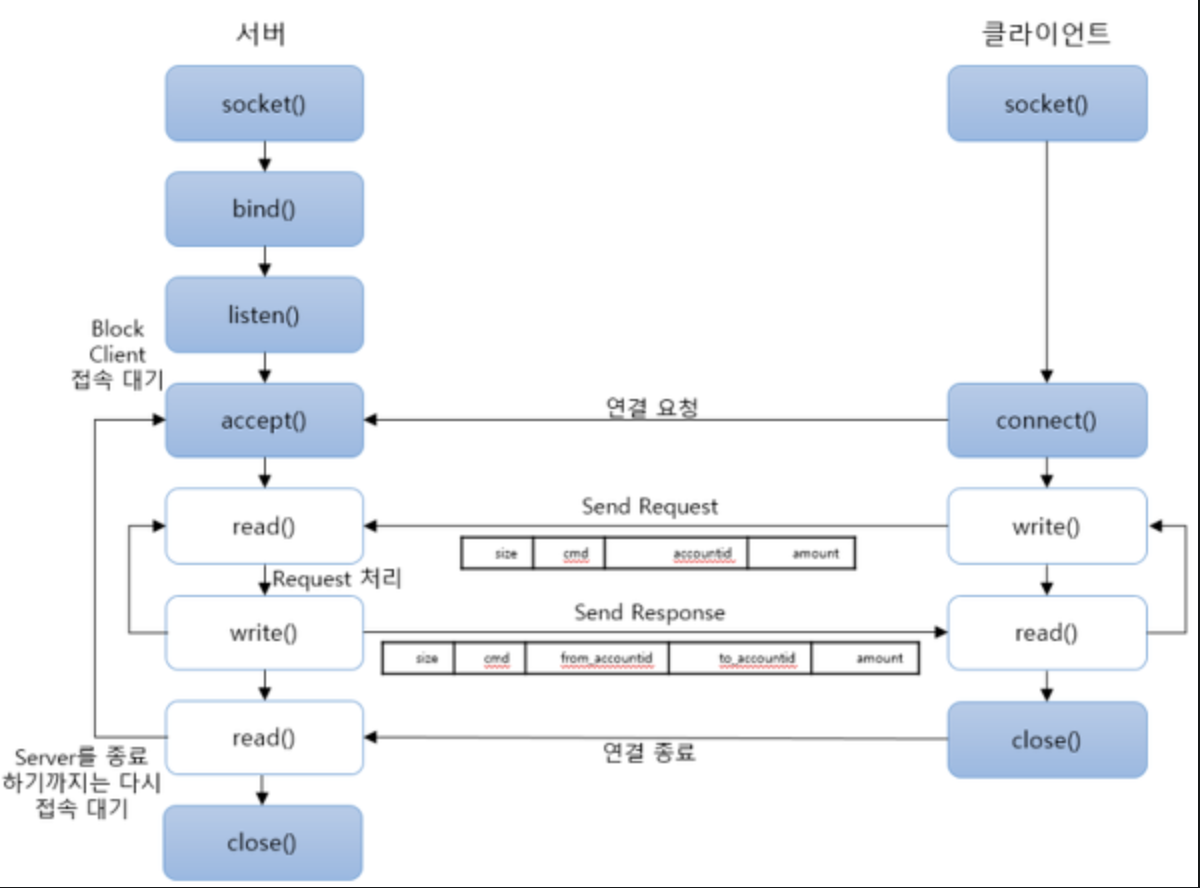 서버
클라이언트
socket()
socket()
bind()
listen()
Block
Client
접속 대기
accept()
연결 요청
connect()
read()
Send Request
write()
size cmd accountid amount
Request 처리
write()
Send Response
read()
size cmd from_accountid to_accountid amount
read()
연결 종료
close()
Server를 종료
하기까지는 다시
접속 대기
close()